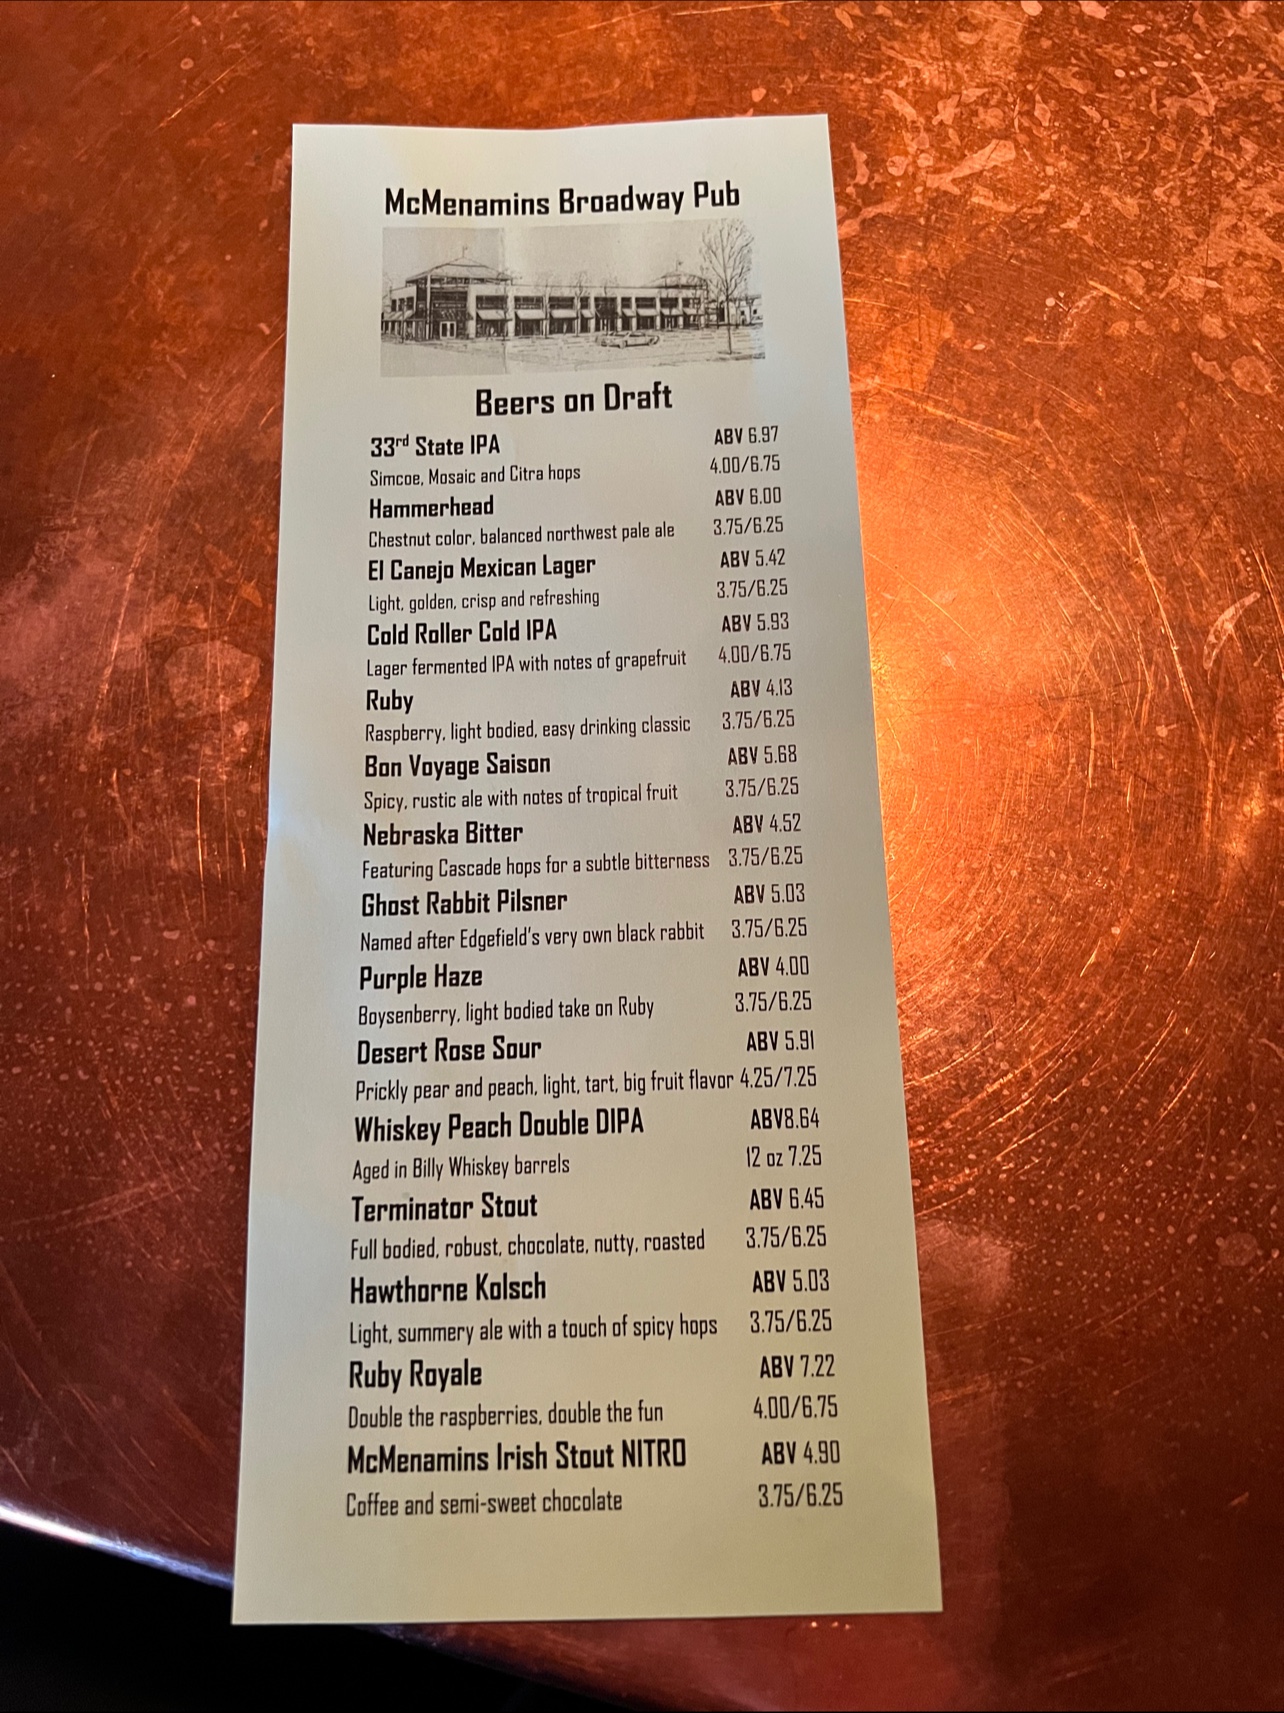 McMenamins Broadway Pub
Beers on Draft
33rd State IPA ABV 6.97
Simcoe, Mosaic and Citra hops 4.00/6.75
Hammerhead ABV 6.00
Chestnut color, balanced northwest pale ale 3.75/6.25
El Canejo Mexican Lager ABV 5.42
Light, golden, crisp and refreshing 3.75/6.25
Cold Roller Cold IPA ABV 5.93
Lager fermented IPA with notes of grapefruit 4.00/6.75
Ruby ABV 4.13
Raspberry, light bodied, easy drinking classic 3.75/6.25
Bon Voyage Saison ABV 5.68
Spicy, rustic ale with notes of tropical fruit 3.75/6.25
Nebraska Bitter ABV 4.52
Featuring Cascade hops for a subtle bitterness 3.75/6.25
Ghost Rabbit Pilsner ABV 5.03
Named after Edgefield's very own black rabbit 3.75/6.25
Purple Haze ABV 4.00
Boysenberry, light bodied take on Ruby 3.75/6.25
Desert Rose Sour ABV 5.91
Prickly pear and peach, light, tart, big fruit flavor 4.25/7.25
Whiskey Peach Double DIPA ABV8.64
Aged in Billy Whiskey barrels 12 oz 7.25
Terminator Stout ABV 6.45
Full bodied, robust, chocolate, nutty, roasted 3.75/6.25
Hawthorne Kolsch ABV 5.03
Light, summery ale with a touch of spicy hops 3.75/6.25
Ruby Royale ABV 7.22
Double the raspberries, double the fun 4.00/6.75
McMenamins Irish Stout NITRO ABV 4.90
Coffee and semi-sweet chocolate 3.75/6.25